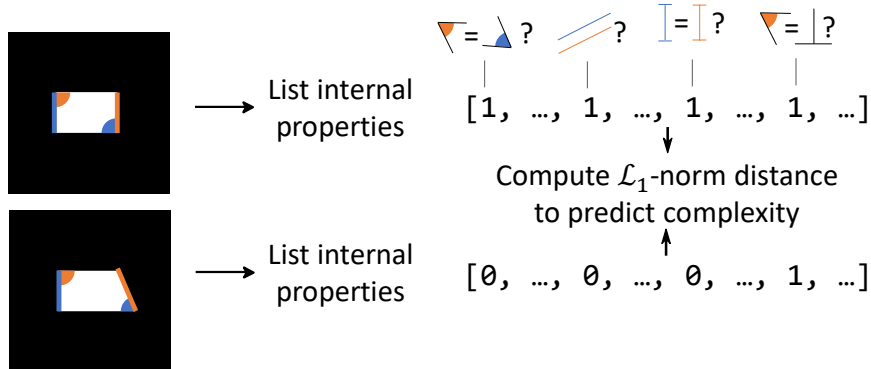 = ? ? = ? = ?
List internal
properties
[1, …, 1, …, 1, …, 1, …]
Compute ℒ₁-norm distance
to predict complexity
List internal
properties
[0, …, 0, …, 0, …, 1, …]